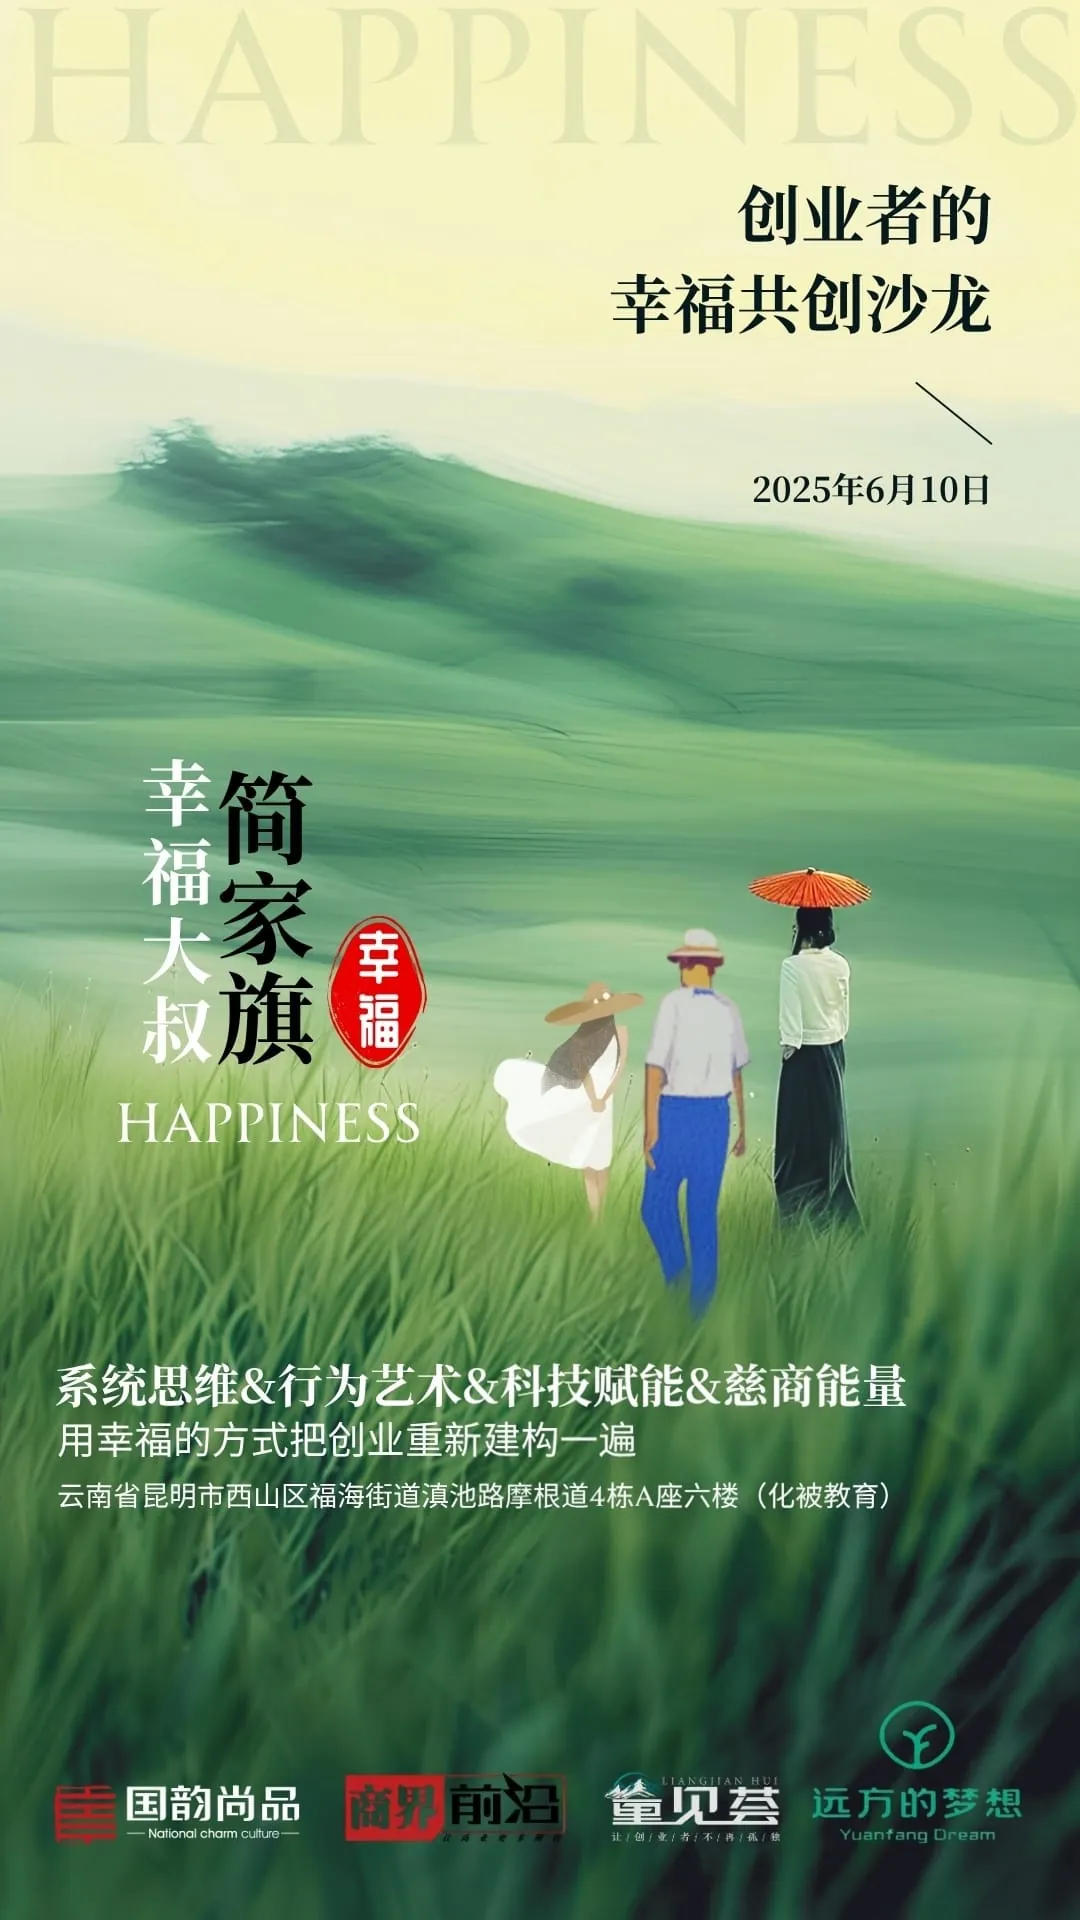 HAPPINESS
创业者的
幸福共创沙龙
2025年6月10日
幸福大叔
简家旗
幸福
HAPPINESS
系统思维&行为艺术&科技赋能&慈商能量
用幸福的方式把创业重新建构一遍
云南省昆明市西山区福海街道滇池路摩根道4栋A座六楼（化被教育）
国韵尚品
National charm culture
商界前沿
LIANGJIAN HUI
見荟
让/创/业/者/不/再/孤/独
远方的梦想
Yuanfang Dream